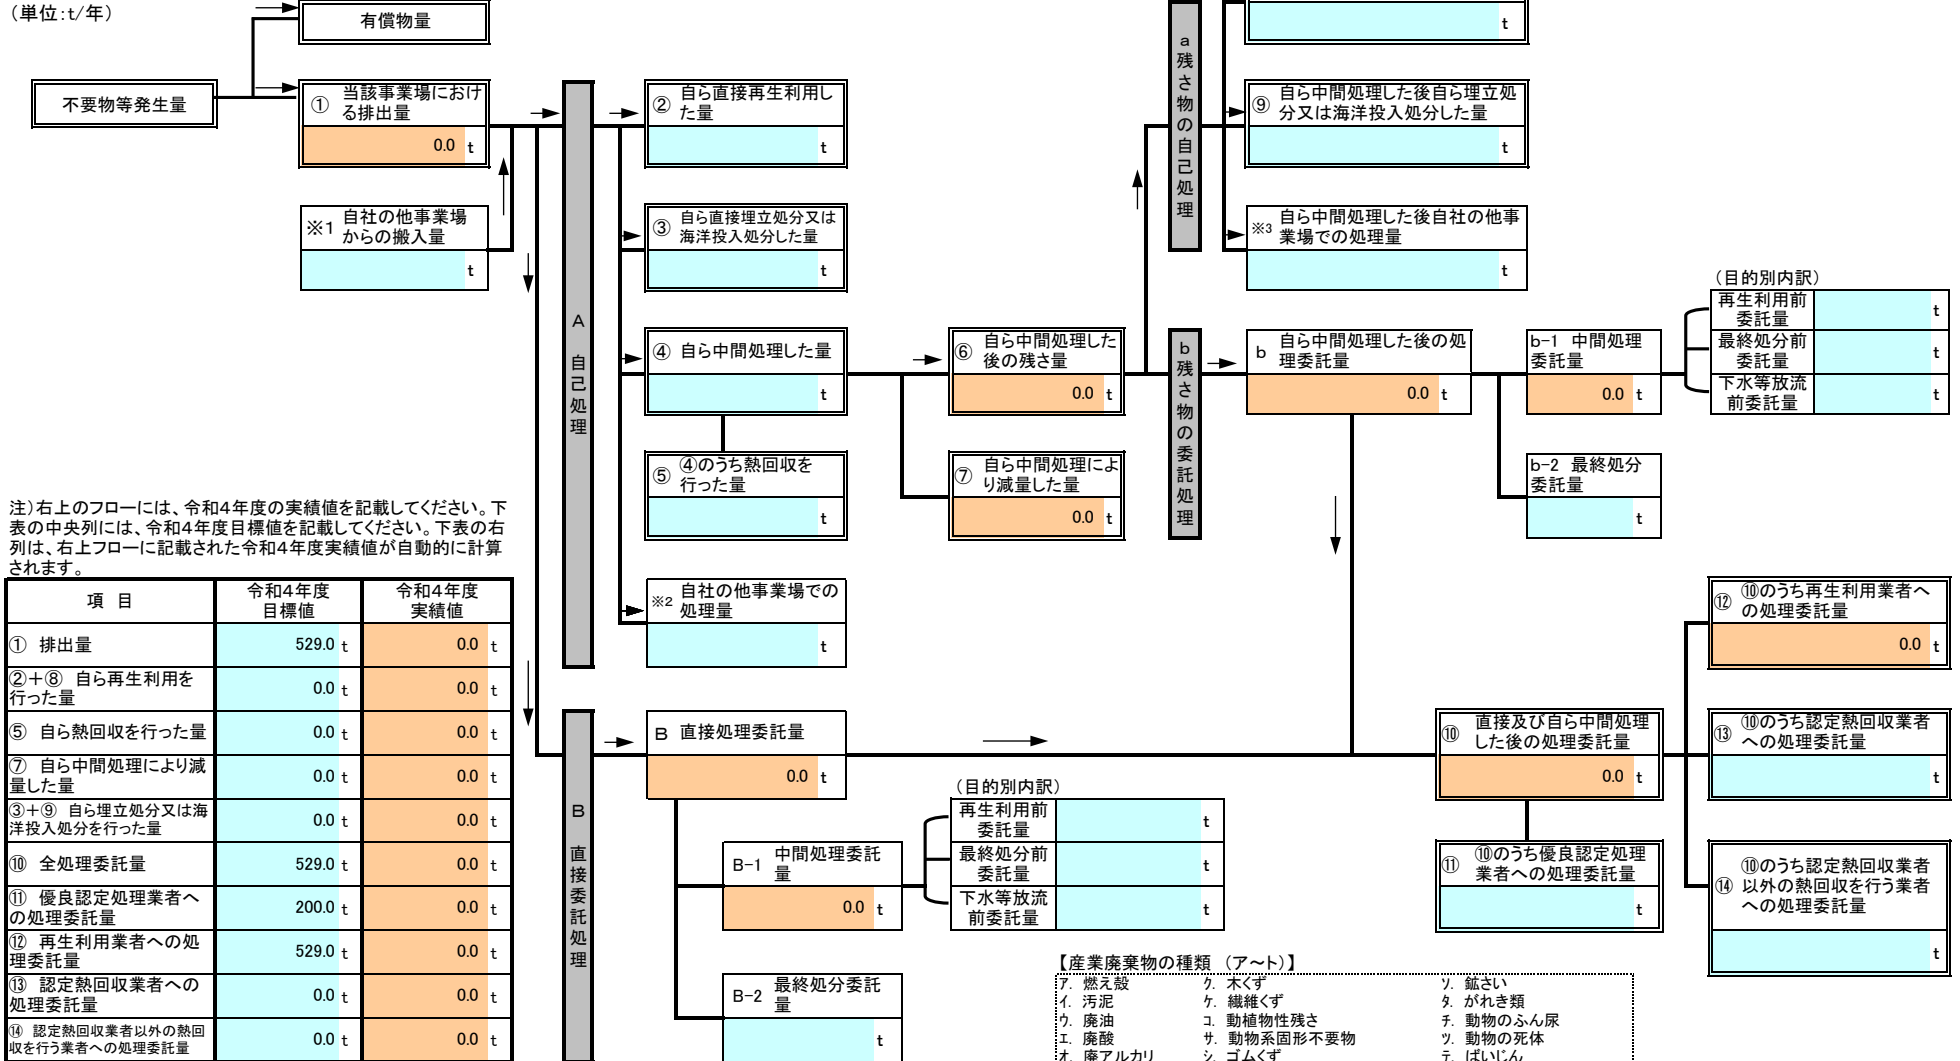 （単位：t/年）
有償物量
不要物等発生量
① 当該事業場におけ
る排出量
0.0 t
※1 自社の他事業場
からの搬入量
t
A 自己処理
② 自ら直接再生利用し
た量
t
③ 自ら直接埋立処分又は
海洋投入処分した量
t
④ 自ら中間処理した量
t
⑤ ④のうち熱回収を
行った量
t
※2 自社の他事業場での
処理量
t
⑥ 自ら中間処理した
後の残さ量
0.0 t
⑦ 自ら中間処理によ
り減量した量
0.0 t
a 残さ物の自己処理
t
⑨ 自ら中間処理した後自ら埋立処
分又は海洋投入処分した量
t
※3 自ら中間処理した後自社の他事
業場での処理量
t
b 残さ物の委託処理
b 自ら中間処理した後の処
理委託量
0.0 t
b-1 中間処理
委託量
0.0 t
b-2 最終処分
委託量
t
（目的別内訳）
再生利用前
委託量
t
最終処分前
委託量
t
下水等放流
前委託量
t
注）右上のフローには、令和4年度の実績値を記載してください。下
表の中央列には、令和4年度目標値を記載してください。下表の右
列は、右上フローに記載された令和4年度実績値が自動的に計算
されます。
項 目 令和4年度 目標値 令和4年度 実績値
① 排出量 529.0 t 0.0 t
②＋⑧ 自ら再生利用を
行った量 0.0 t 0.0 t
⑤ 自ら熱回収を行った量 0.0 t 0.0 t
⑦ 自ら中間処理により減
量した量 0.0 t 0.0 t
③＋⑨ 自ら埋立処分又は海
洋投入処分を行った量 0.0 t 0.0 t
⑩ 全処理委託量 529.0 t 0.0 t
⑪ 優良認定処理業者へ
の処理委託量 200.0 t 0.0 t
⑫ 再生利用業者への処
理委託量 529.0 t 0.0 t
⑬ 認定熱回収業者への
処理委託量 0.0 t 0.0 t
⑭ 認定熱回収業者以外の熱回
収を行う業者への処理委託量 0.0 t 0.0 t
B 直接委託処理
B 直接処理委託量
0.0 t
B-1 中間処理委託
量
0.0 t
B-2 最終処分委託
量
t
（目的別内訳）
再生利用前
委託量
t
最終処分前
委託量
t
下水等放流
前委託量
t
⑩ 直接及び自ら中間処理
した後の処理委託量
0.0 t
⑪ ⑩のうち優良認定処理
業者への処理委託量
t
⑫ ⑩のうち再生利用業者へ
の処理委託量
0.0 t
⑬ ⑩のうち認定熱回収業者
への処理委託量
t
⑭ ⑩のうち認定熱回収業者
以外の熱回収を行う業者
への処理委託量
t
【産業廃棄物の種類 （ア～ト）】
ｱ. 燃え殻 ｸ. 木くず ｿ. 鉱さい
ｲ. 汚泥 ｹ. 繊維くず ﾀ. がれき類
ｳ. 廃油 ｺ. 動植物性残さ ﾁ. 動物のふん尿
ｴ. 廃酸 ｻ. 動物系固形不要物 ﾂ. 動物の死体
ｵ. 廃アルカリ ｼ. ゴムくず ﾃ. ばいじん